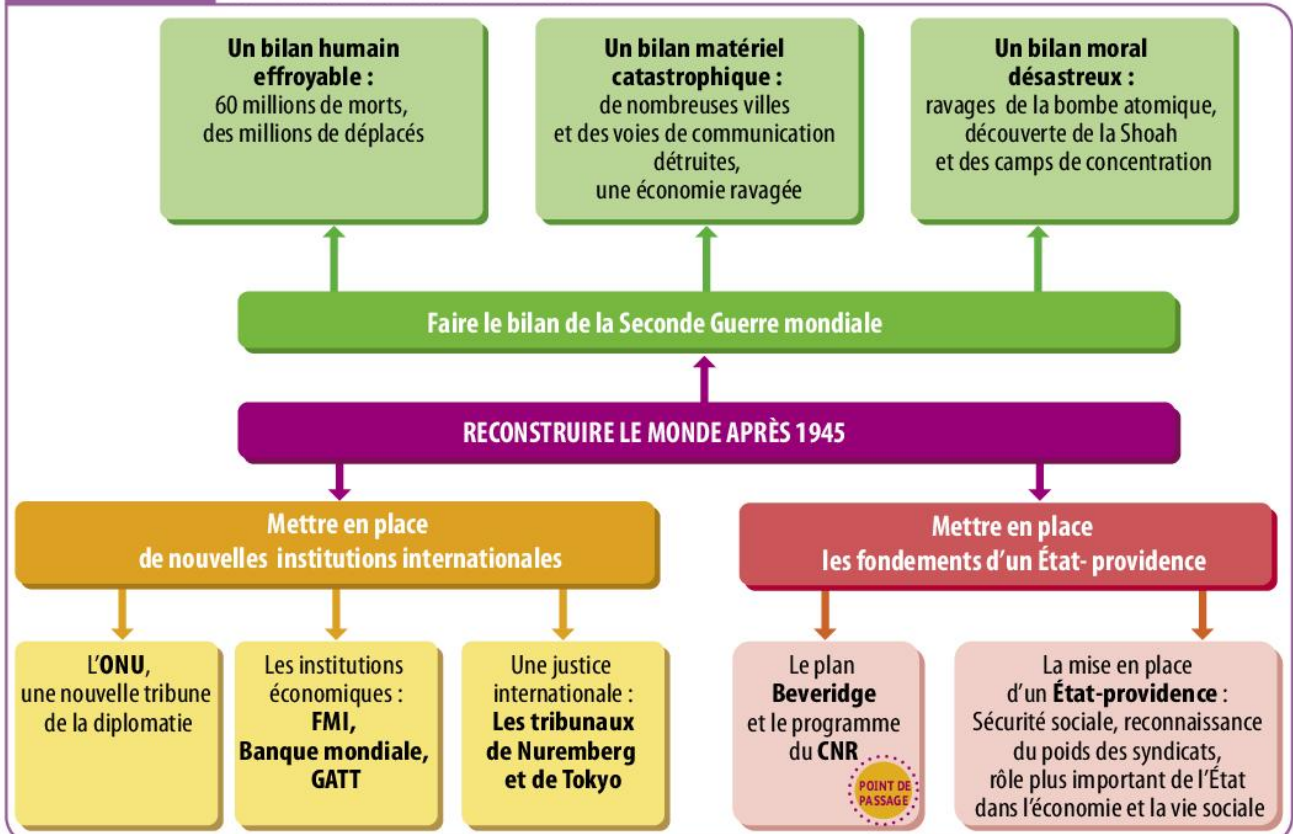 Un bilan humain
effroyable :
60 millions de morts,
des millions de déplacés
Un bilan matériel
catastrophique :
de nombreuses villes
et des voies de communication
détruites,
une économie ravagée
Un bilan moral
désastreux :
ravages de la bombe atomique,
découverte de la Shoah
et des camps de concentration
Faire le bilan de la Seconde Guerre mondiale
RECONSTRUIRE LE MONDE APRÈS 1945
Mettre en place
de nouvelles institutions internationales
Mettre en place
les fondements d'un État- providence
L'ONU,
une nouvelle tribune
de la diplomatie
Les institutions
économiques :
FMI,
Banque mondiale,
GATT
Une justice
internationale :
Les tribunaux
de Nuremberg
et de Tokyo
Le plan
Beveridge
et le programme
du CNR
POINT DE
PASSAGE
La mise en place
d'un État-providence :
Sécurité sociale, reconnaissance
du poids des syndicats,
rôle plus important de l'État
dans l'économie et la vie sociale